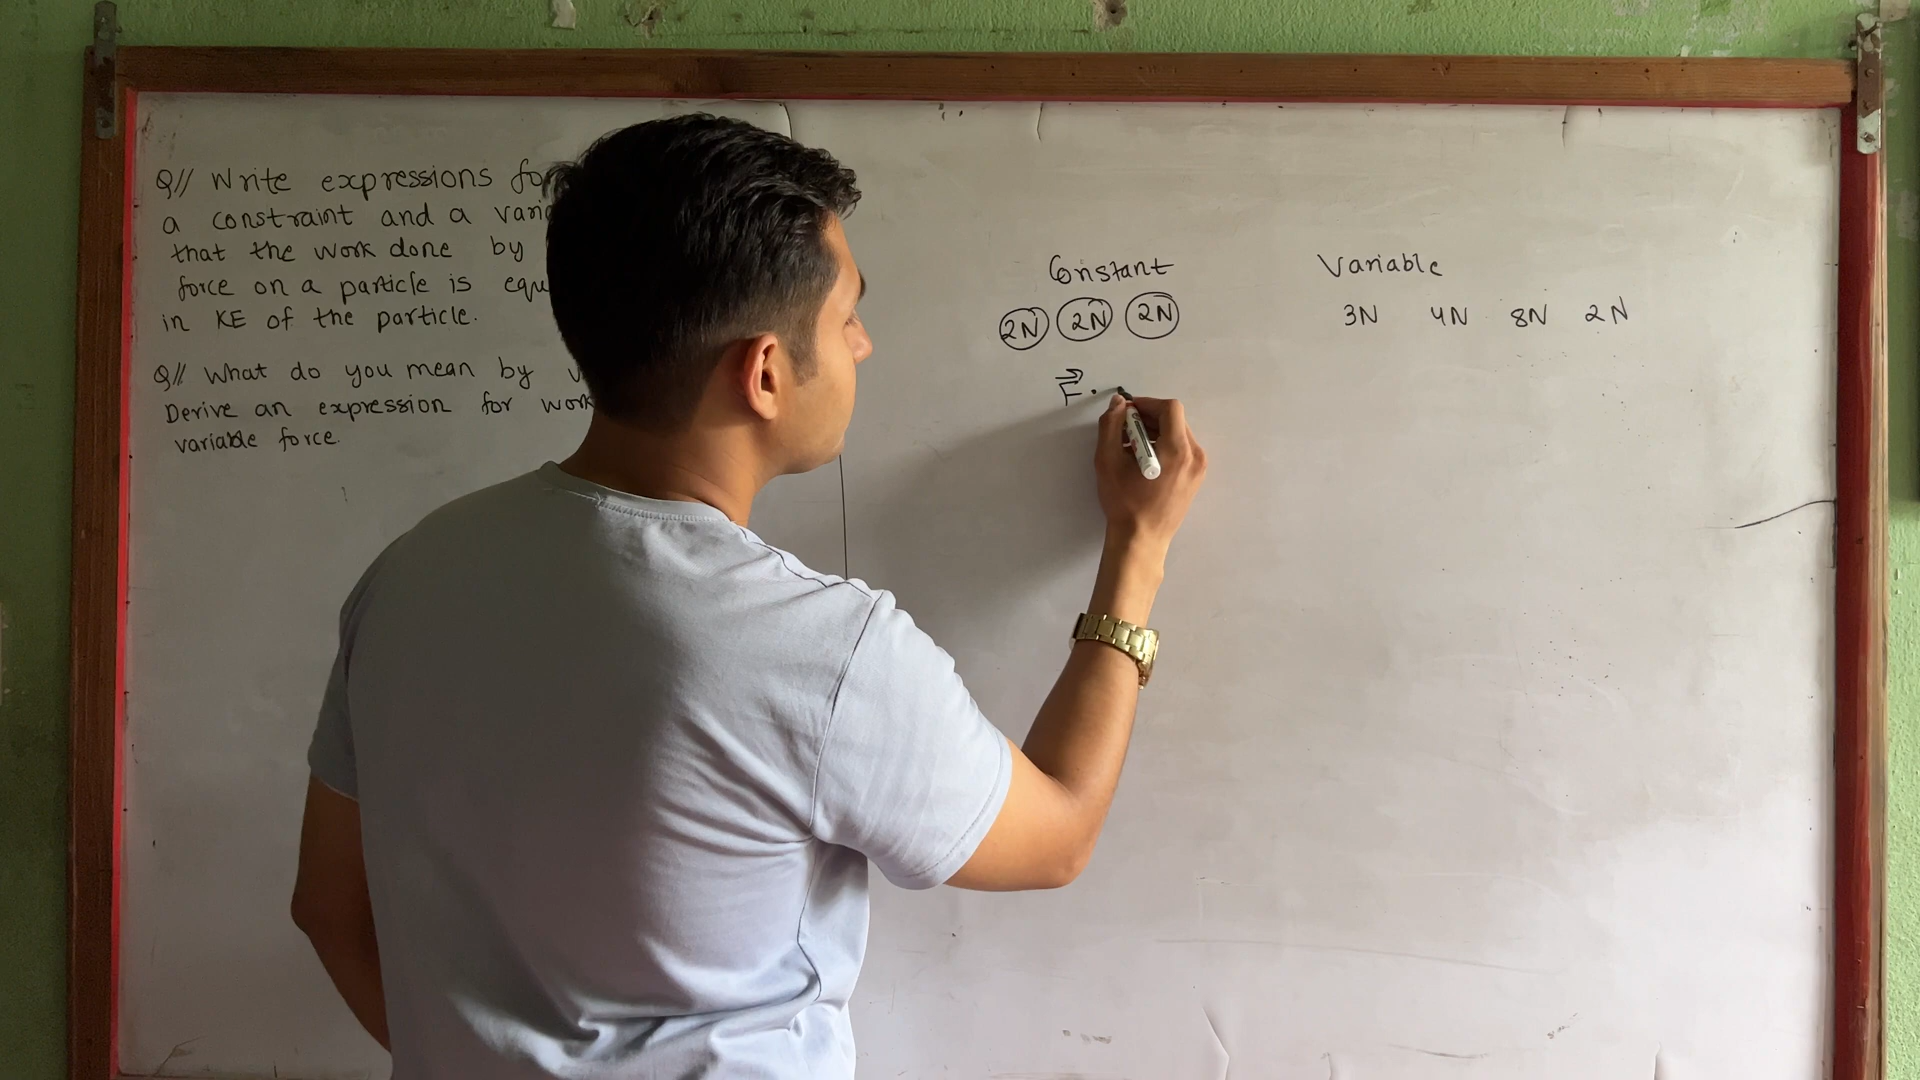 Q// Write expressions for
a constraint and a
that the work done by
force on a particle is
in KE of the particle.
Q// What do you mean by
Derive an expression for work
variable force.
Constant
2N 2N 2N
F.
Variable
3N 4N 8N 2N